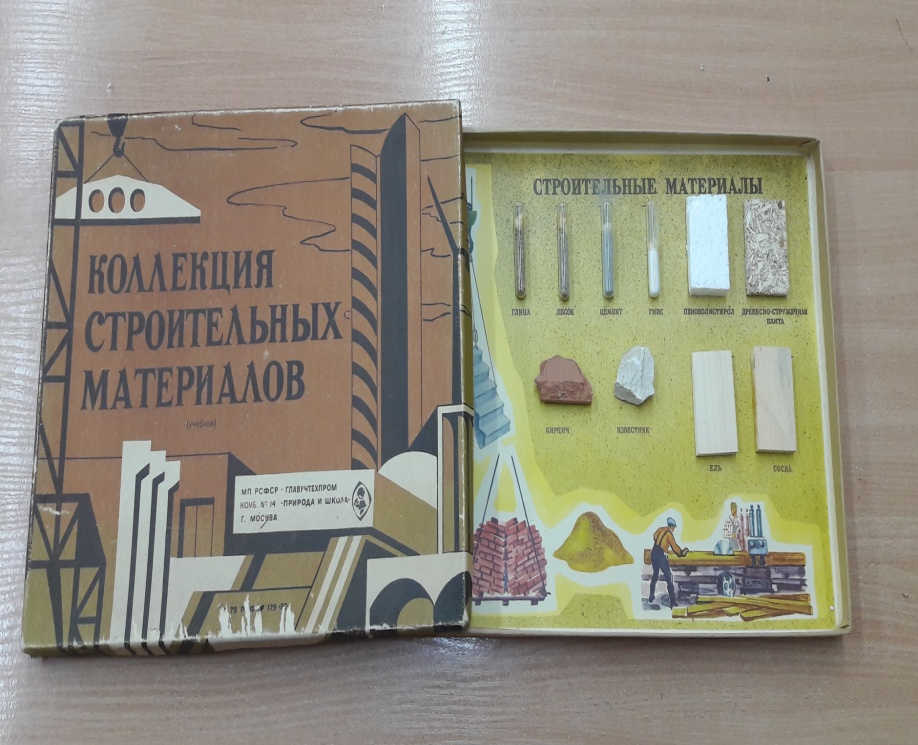 КОЛЛЕКЦИЯ
СТРОИТЕЛЬНЫХ
МАТЕРИАЛОВ
(учебная)
МП РСФСР - ГЛАВУЧТЕХПРОМ
КОМБ. № 14 «ПРИРОДА И ШКОЛА»
Г. МОСКВА
СТРОИТЕЛЬНЫЕ МАТЕРИАЛЫ
ГЛИНА ПЕСОК ЦЕМЕНТ ГИПС ПЕНОПОЛИСТИРОЛ ДРЕВЕСНО-СТРУЖЕЧНАЯ
ПЛИТА
КИРПИЧ ИЗВЕСТНЯК
ЕЛЬ СОСНА